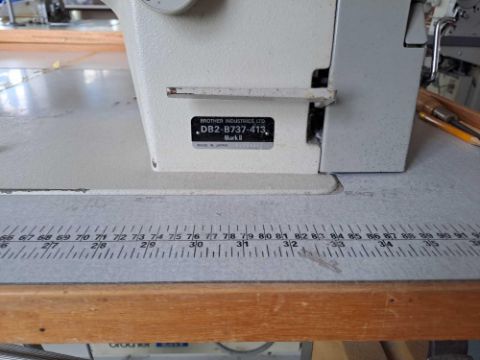 BROTHER INDUSTRIES, LTD.
DB2-B737-413
Mark II
MADE IN JAPAN
66 67 68 69 70 71 72 73 74 75 76 77 78 79 80 81 82 83 84 85 86 87 88 89 90 91
26 27 28 29 30 31 32 33 34 35
brother